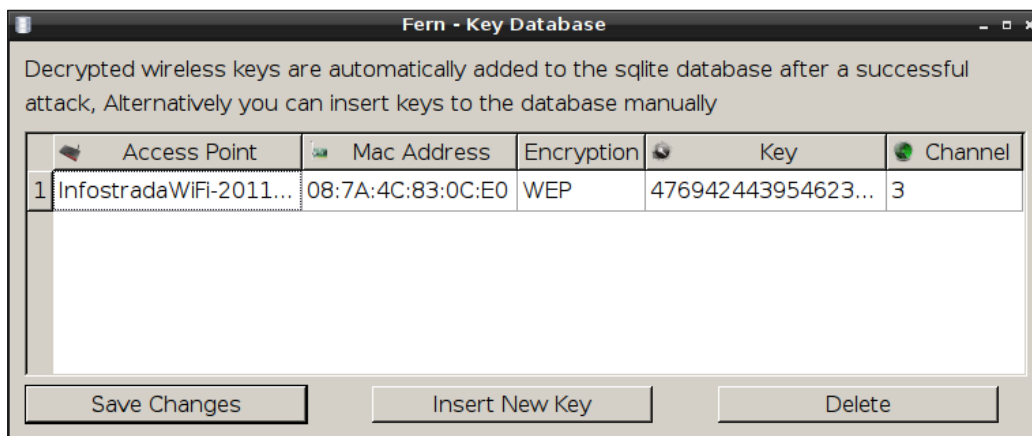 Fern - Key Database
Decrypted wireless keys are automatically added to the sqlite database after a successful
attack, Alternatively you can insert keys to the database manually
Access Point Mac Address Encryption Key Channel
1 InfostradaWiFi-2011... 08:7A:4C:83:0C:E0 WEP 476942443954623... 3
Save Changes Insert New Key Delete